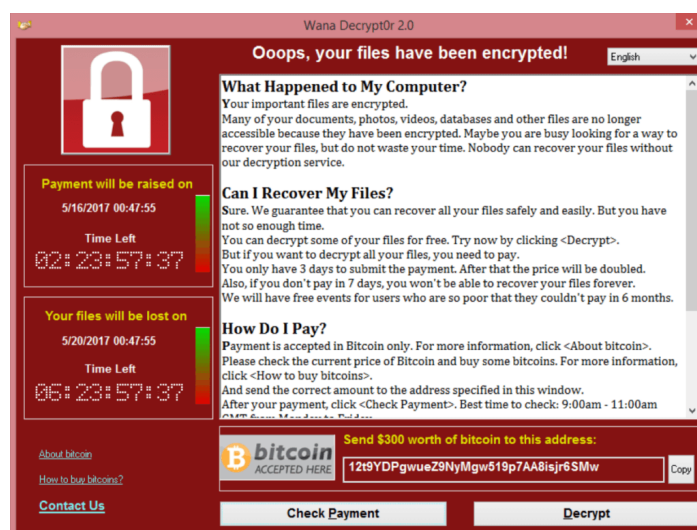 Wana Decrypt0r 2.0
Ooops, your files have been encrypted!
English
What Happened to My Computer?
Your important files are encrypted.
Many of your documents, photos, videos, databases and other files are no longer
accessible because they have been encrypted. Maybe you are busy looking for a way to
recover your files, but do not waste your time. Nobody can recover your files without
our decryption service.
Can I Recover My Files?
Sure. We guarantee that you can recover all your files safely and easily. But you have
not so enough time.
You can decrypt some of your files for free. Try now by clicking <Decrypt>.
But if you want to decrypt all your files, you need to pay.
You only have 3 days to submit the payment. After that the price will be doubled.
Also, if you don't pay in 7 days, you won't be able to recover your files forever.
We will have free events for users who are so poor that they couldn't pay in 6 months.
How Do I Pay?
Payment is accepted in Bitcoin only. For more information, click <About bitcoin>.
Please check the current price of Bitcoin and buy some bitcoins. For more information,
click <How to buy bitcoins>.
And send the correct amount to the address specified in this window.
After your payment, click <Check Payment>. Best time to check: 9:00am - 11:00am
GMT from Monday to Friday
Payment will be raised on
5/16/2017 00:47:55
Time Left
02:23:57:37
Your files will be lost on
5/20/2017 00:47:55
Time Left
06:23:57:37
About bitcoin
How to buy bitcoins?
Contact Us
bitcoin
ACCEPTED HERE
Send $300 worth of bitcoin to this address:
12t9YDPgwueZ9NyMgw519p7AA8isjr6SMw
Copy
Check Payment
Decrypt